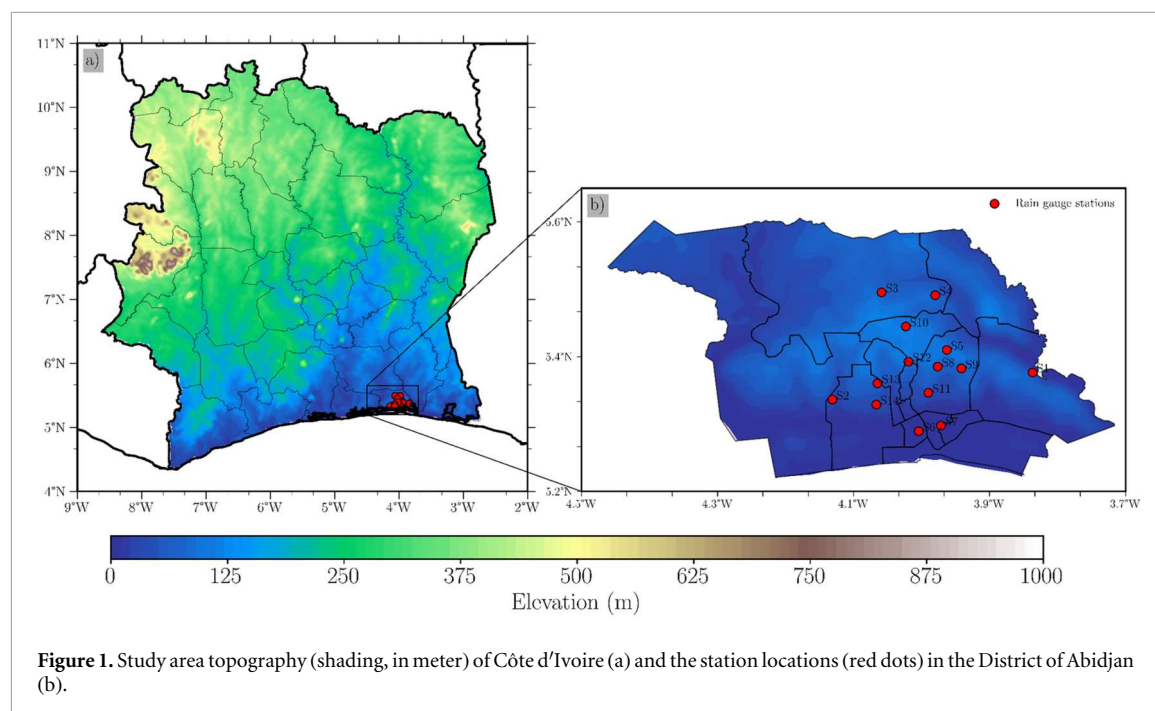 11°N
a)
10°N
9°N
8°N
7°N
6°N
5°N
4°N
9°W 8°W 7°W 6°W 5°W 4°W 3°W 2°W
b)
Rain gauge stations
5.6°N
S3
S4
S10
S5
5.4°N
S12
S8
S9
S1
S13
S11
S2
S6
5.2°N
4.5°W 4.3°W 4.1°W 3.9°W 3.7°W
0 125 250 375 500 625 750 875 1000
Elevation (m)
Figure 1. Study area topography (shading, in meter) of Côte d′Ivoire (a) and the station locations (red dots) in the District of Abidjan
(b).